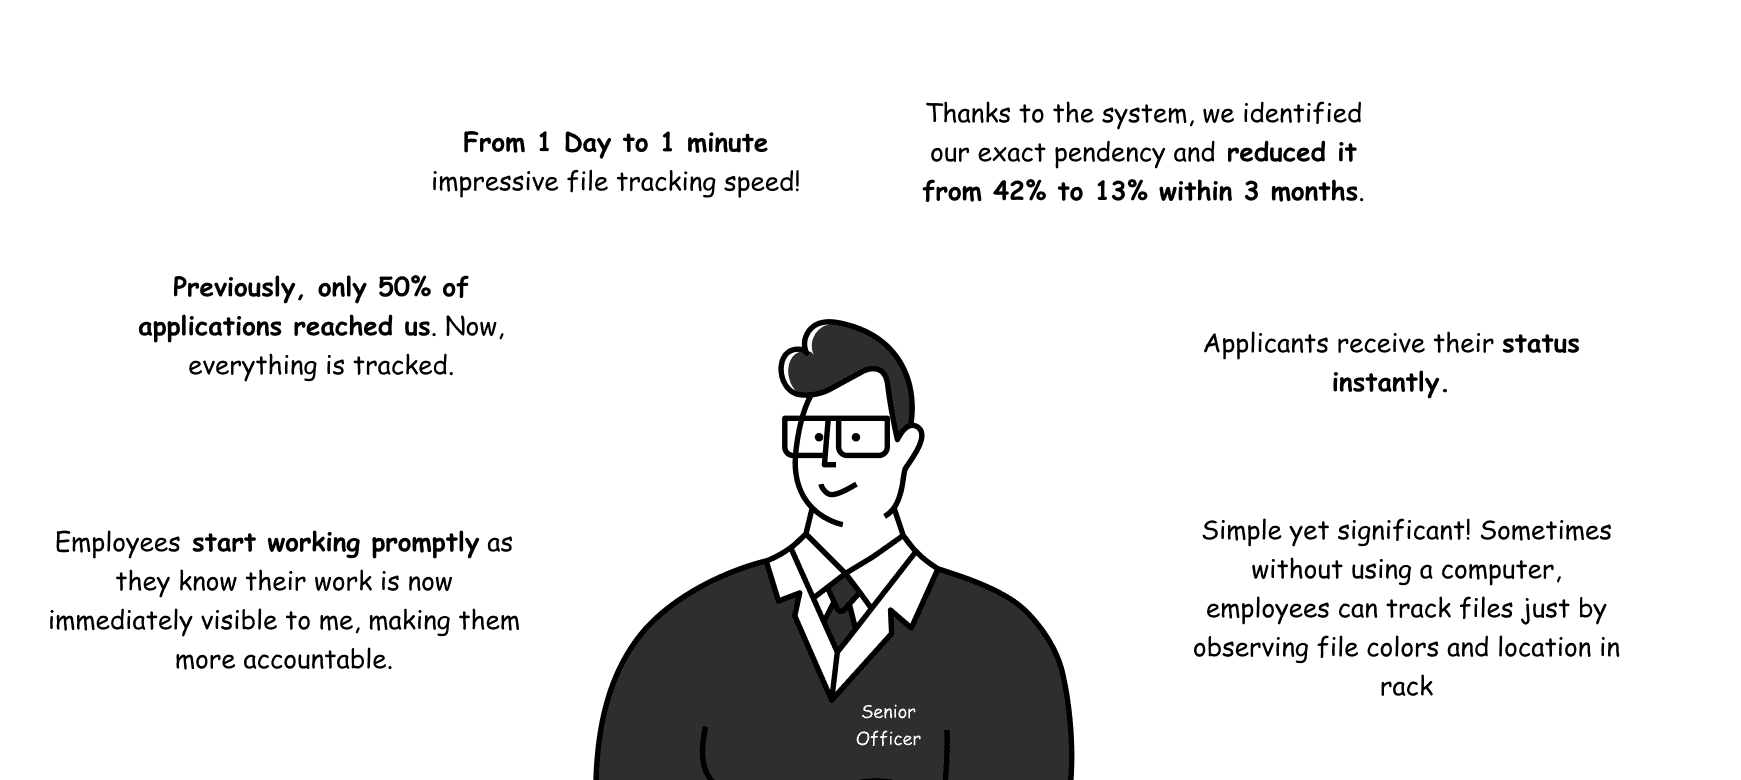 From 1 Day to 1 minute
impressive file tracking speed!
Thanks to the system, we identified
our exact pendency and reduced it
from 42% to 13% within 3 months.
Previously, only 50% of
applications reached us. Now,
everything is tracked.
Applicants receive their status
instantly.
Employees start working promptly as
they know their work is now
immediately visible to me, making them
more accountable.
Simple yet significant! Sometimes
without using a computer,
employees can track files just by
observing file colors and location in
rack
Senior
Officer